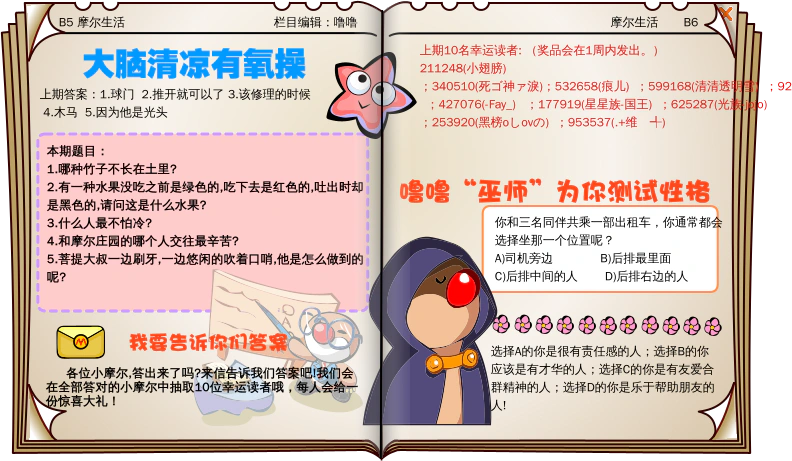 B5 摩尔生活
栏目编辑：噜噜
大脑清凉有氧操
上期答案：1.球门 2.推开就可以了 3.该修理的时候
4.木马 5.因为他是光头
本期题目：
1.哪种竹子不长在土里?
2.有一种水果没吃之前是绿色的,吃下去是红色的,吐出时却
是黑色的,请问这是什么水果?
3.什么人最不怕冷?
4.和摩尔庄园的哪个人交往最辛苦?
5.菩提大叔一边刷牙,一边悠闲的吹着口哨,他是怎么做到的
呢?
我要告诉你们答案
各位小摩尔,答出来了吗?来信告诉我们答案吧!我们会
在全部答对的小摩尔中抽取10位幸运读者哦，每人会给一
份惊喜大礼！
摩尔生活 B6
上期10名幸运读者: （奖品会在1周内发出。）
211248(小翅膀)
；340510(死ゴ神ァ淚)；532658(痕儿) ；599168(清清透明雪) ；92
；427076(-Fay_) ；177919(星星族-国王) ；625287(光族-jojo)
；253920(黑榜oしovの) ；953537(.+维 ┽)
噜噜“巫师”为你测试性格
你和三名同伴共乘一部出租车，你通常都会
选择坐那一个位置呢？
A)司机旁边 B)后排最里面
C)后排中间的人 D)后排右边的人
选择A的你是很有责任感的人；选择B的你
应该是有才华的人；选择C的你是有友爱合
群精神的人；选择D的你是乐于帮助朋友的
人!